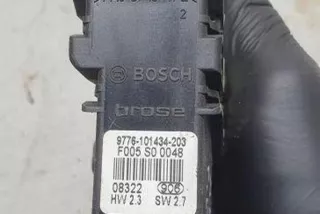 2
BOSCH
brose
9776-101434-203
F005 S0 0048
08322 906
HW 2.3 SW 2.7